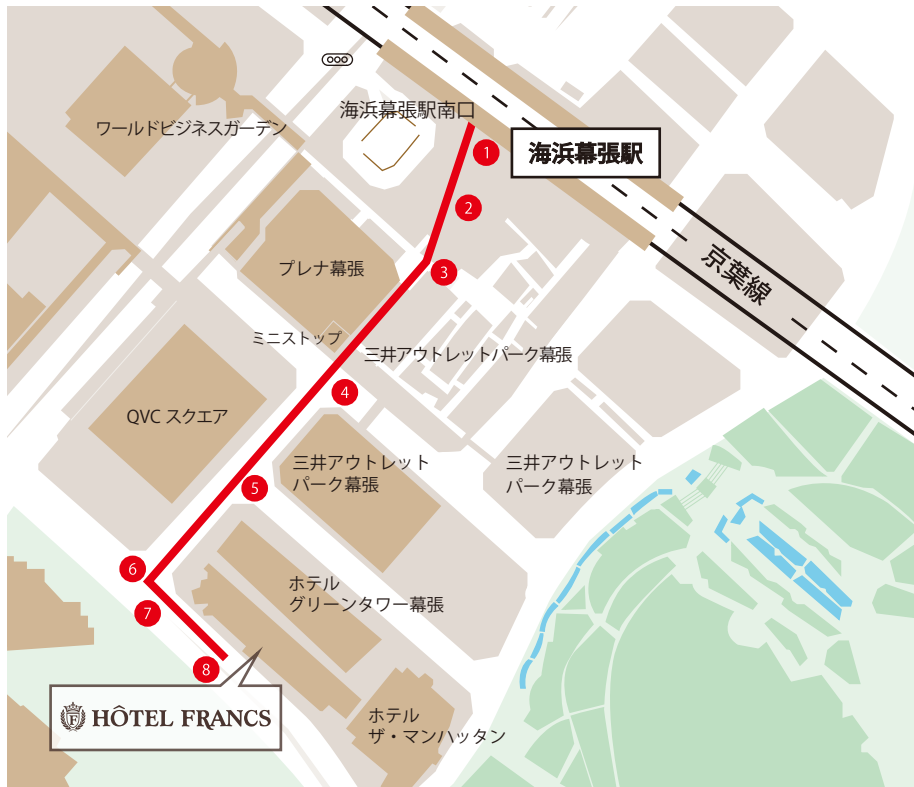 海浜幕張駅南口
ワールドビジネスガーデン
1
海浜幕張駅
2
京葉線
3
プレナ幕張
ミニストップ
三井アウトレットパーク幕張
4
QVC スクエア
三井アウトレット
パーク幕張
三井アウトレット
パーク幕張
5
6
7
ホテル
グリーンタワー幕張
8
F
HÔTEL FRANCS
ホテル
ザ・マンハッタン